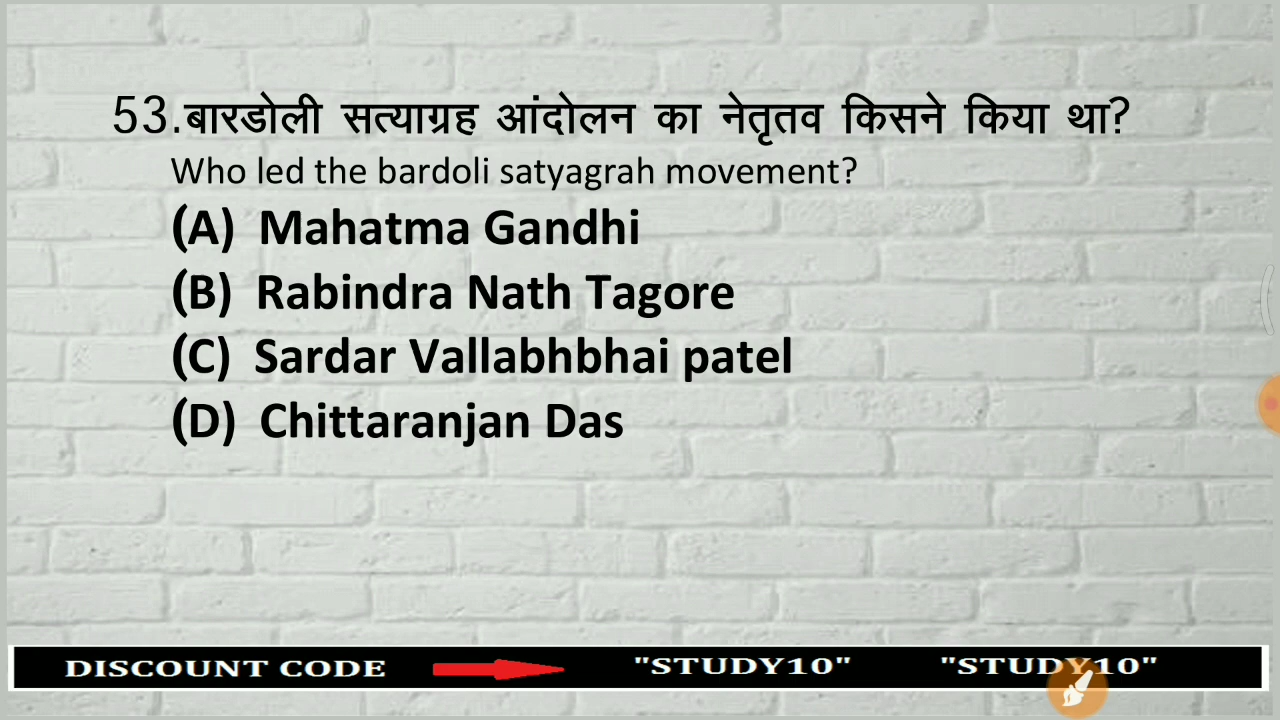 53.बारडोली सत्याग्रह आंदोलन का नेतृतव किसने किया था?
Who led the bardoli satyagrah movement?
(A) Mahatma Gandhi
(B) Rabindra Nath Tagore
(C) Sardar Vallabhbhai patel
(D) Chittaranjan Das
DISCOUNT CODE "STUDY10" "STUDY10"